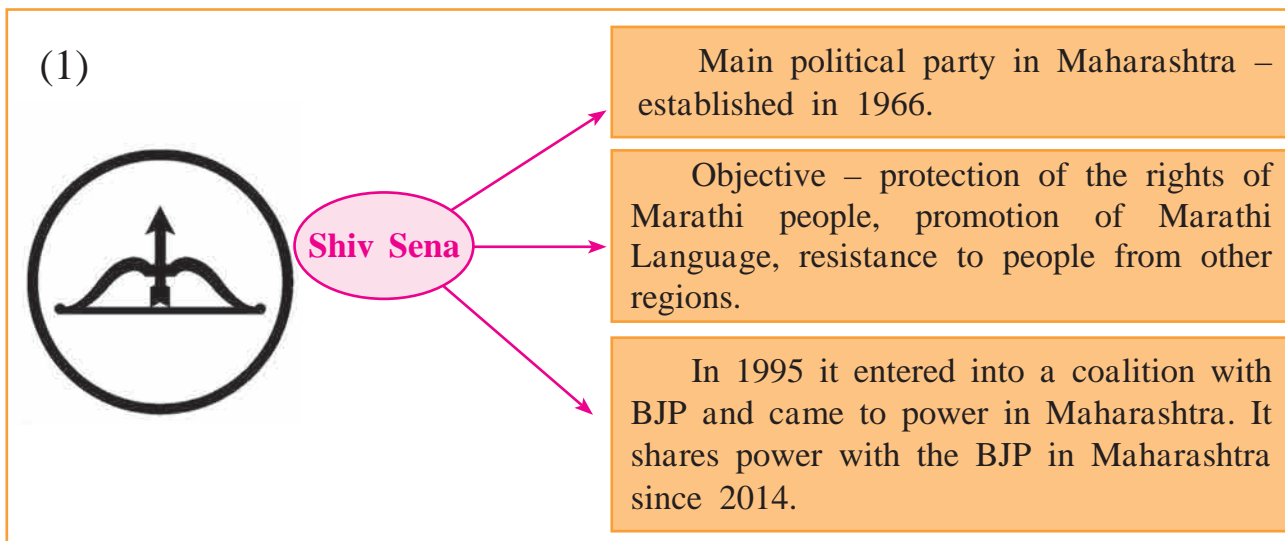 (1)
Shiv Sena
Main political party in Maharashtra –
established in 1966.
Objective – protection of the rights of
Marathi people, promotion of Marathi
Language, resistance to people from other
regions.
In 1995 it entered into a coalition with
BJP and came to power in Maharashtra. It
shares power with the BJP in Maharashtra
since 2014.